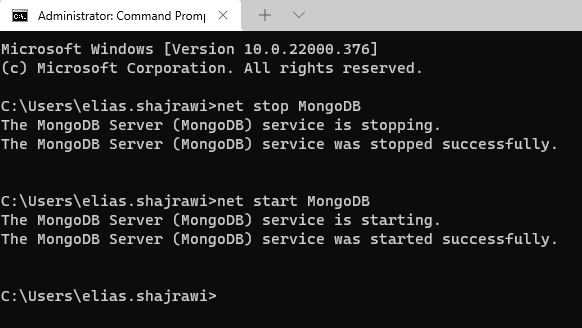 Administrator: Command Promp
Microsoft Windows [Version 10.0.22000.376]
(c) Microsoft Corporation. All rights reserved.
C:\Users\elias.shajrawi>net stop MongoDB
The MongoDB Server (MongoDB) service is stopping.
The MongoDB Server (MongoDB) service was stopped successfully.
C:\Users\elias.shajrawi>net start MongoDB
The MongoDB Server (MongoDB) service is starting.
The MongoDB Server (MongoDB) service was started successfully.
C:\Users\elias.shajrawi>